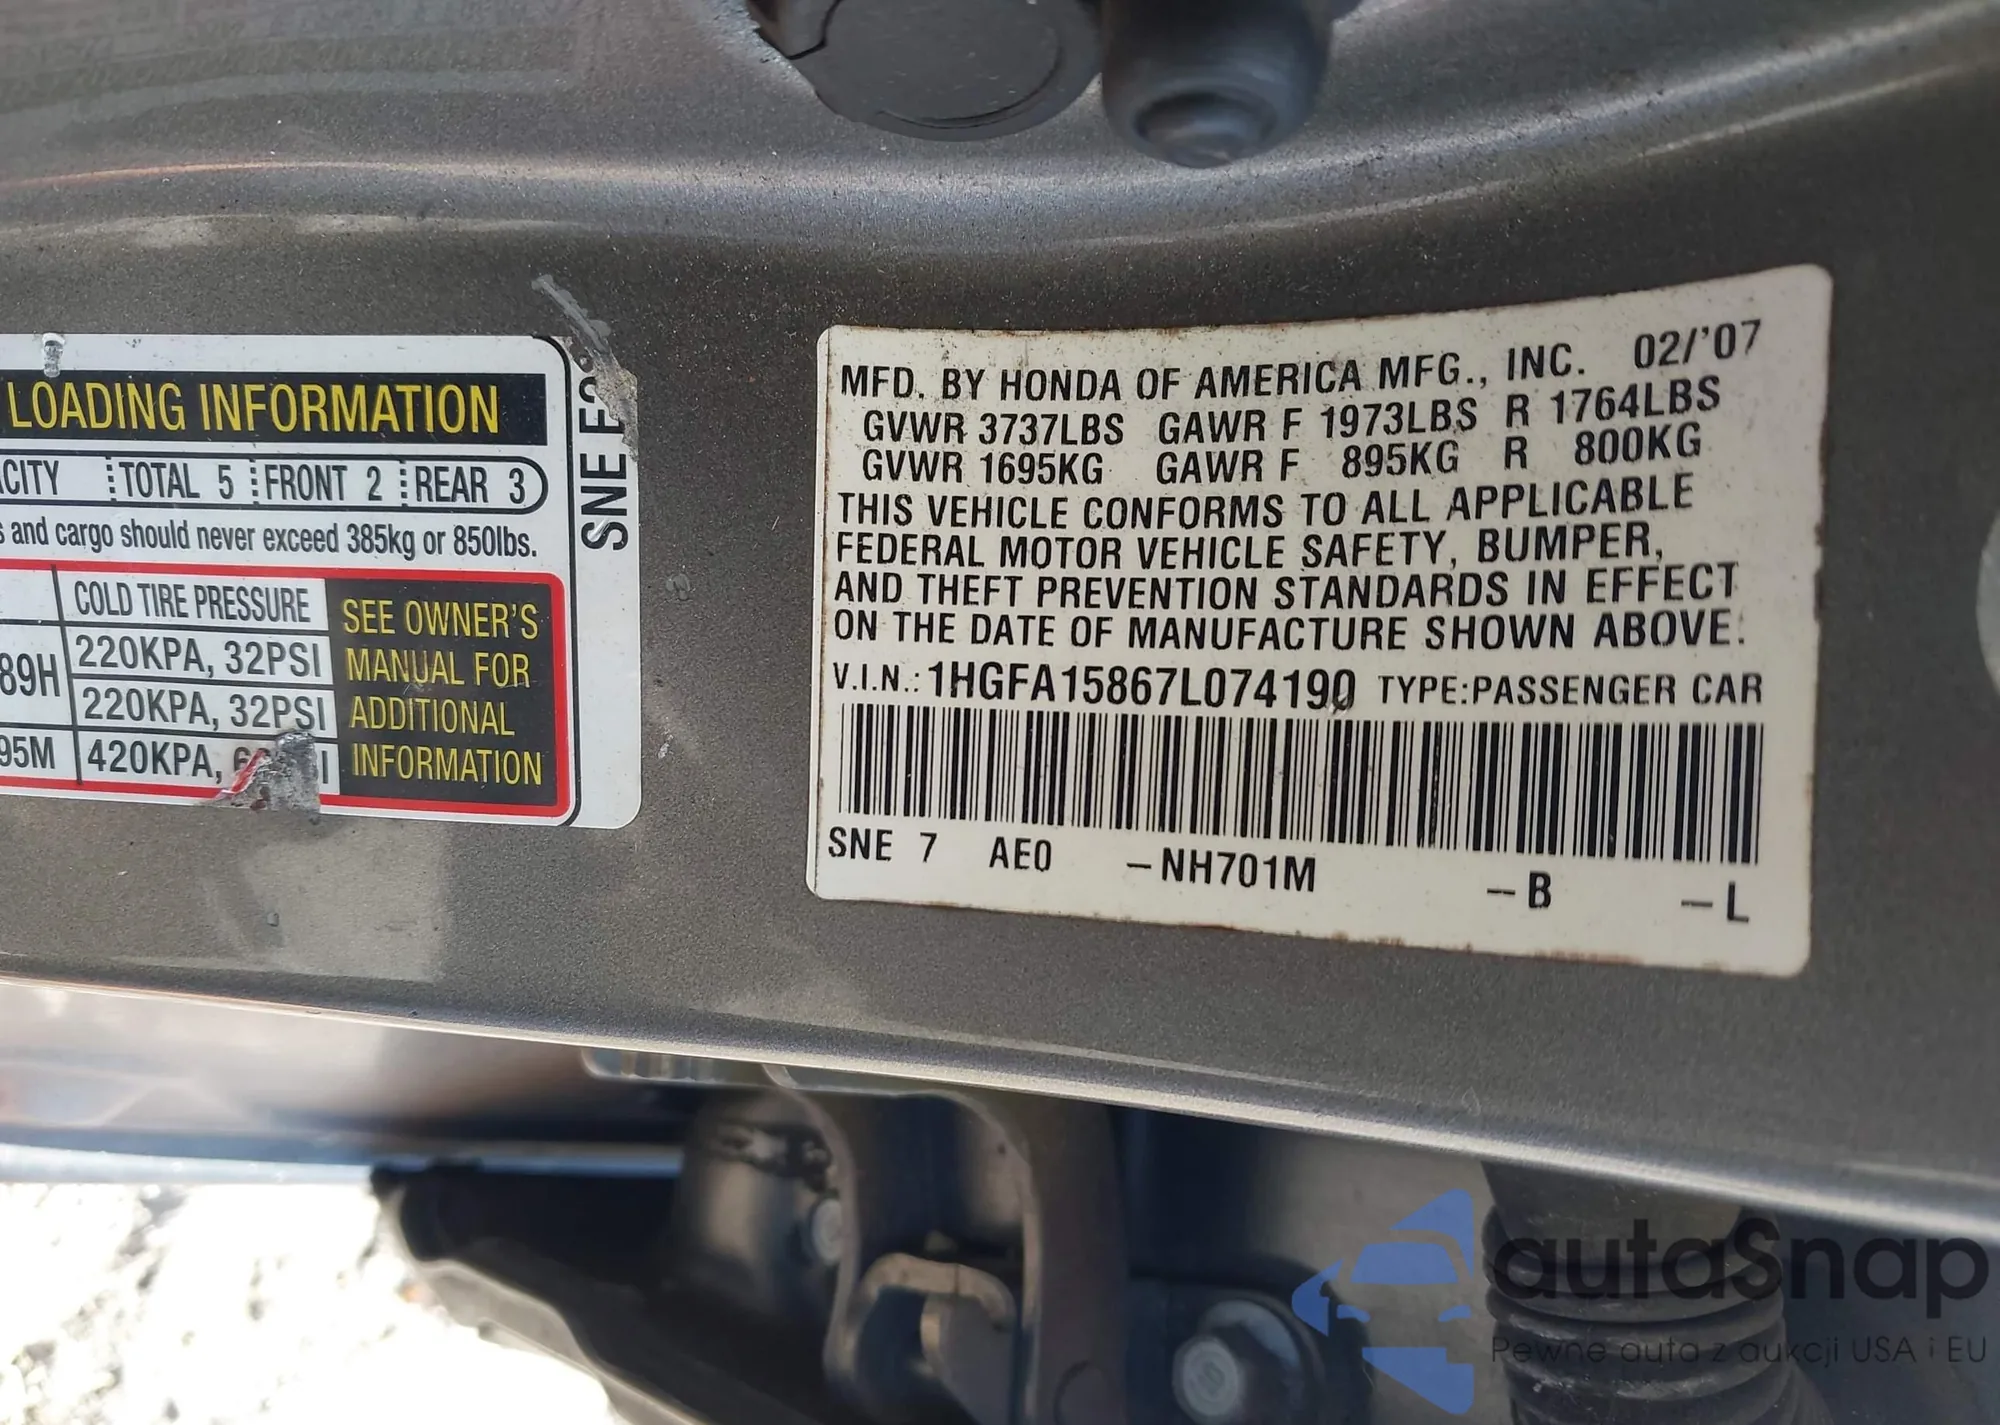 LOADING INFORMATION
TOTAL 5 FRONT 2 REAR 3
and cargo should never exceed 385kg or 850lbs.
COLD TIRE PRESSURE
89H 220KPA, 32PSI
220KPA, 32PSI
95M 420KPA,
SEE OWNER'S
MANUAL FOR
ADDITIONAL
INFORMATION
SNE
MFD. BY HONDA OF AMERICA MFG., INC. 02/'07
GVWR 3737LBS GAWR F 1973LBS R 1764LBS
GVWR 1695KG GAWR F 895KG R 800KG
THIS VEHICLE CONFORMS TO ALL APPLICABLE
FEDERAL MOTOR VEHICLE SAFETY, BUMPER,
AND THEFT PREVENTION STANDARDS IN EFFECT
ON THE DATE OF MANUFACTURE SHOWN ABOVE.
V.I.N.: 1HGFA15867L074190 TYPE:PASSENGER CAR
SNE 7 AE0 –NH701M –B –L
autaSnap
Pewne auta z aukcji USA i EU